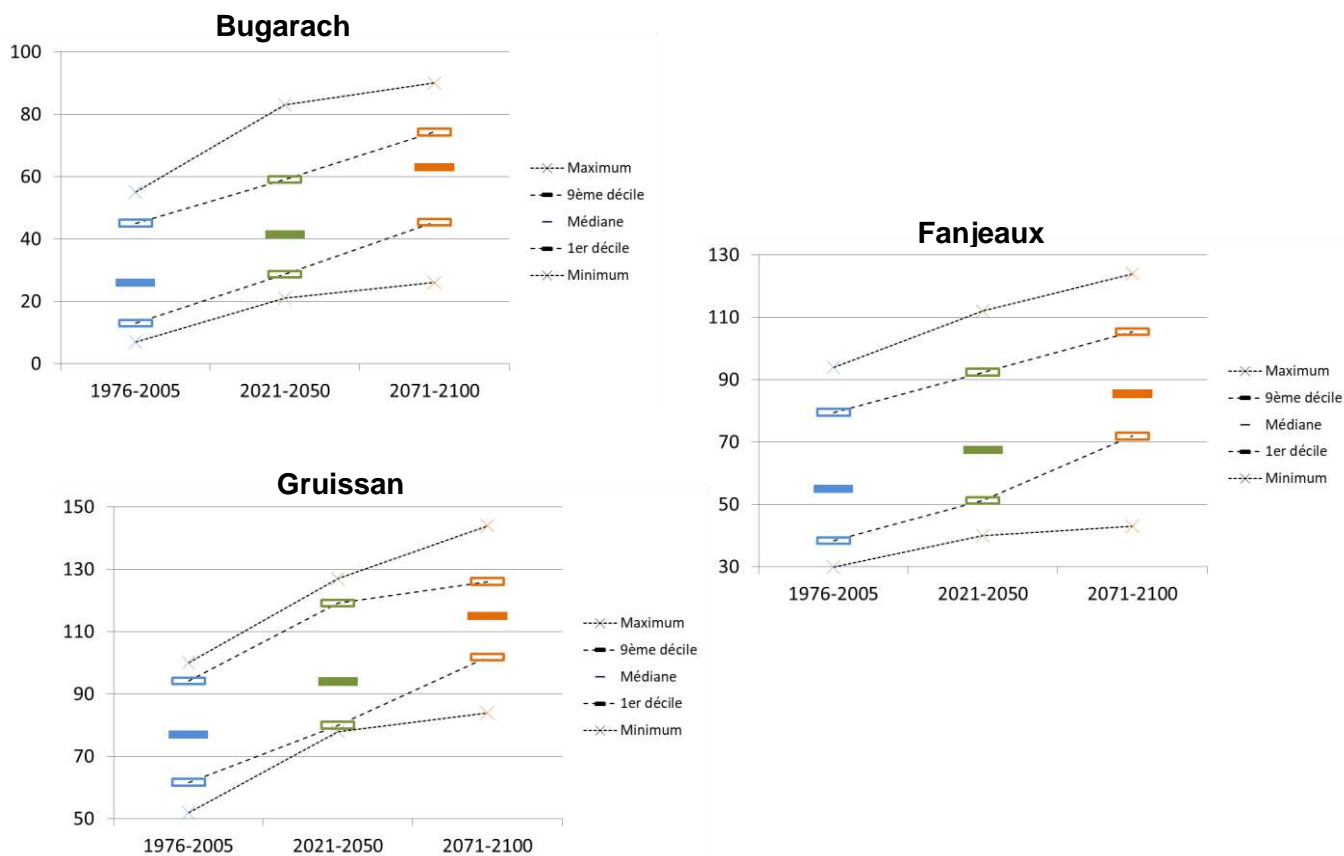 Bugarach
100
80
60
40
20
0
1976-2005 2021-2050 2071-2100
Maximum
9ème décile
Médiane
1er décile
Minimum
Fanjeaux
130
110
90
70
50
30
1976-2005 2021-2050 2071-2100
Maximum
9ème décile
Médiane
1er décile
Minimum
Gruissan
150
130
110
90
70
50
1976-2005 2021-2050 2071-2100
Maximum
9ème décile
Médiane
1er décile
Minimum